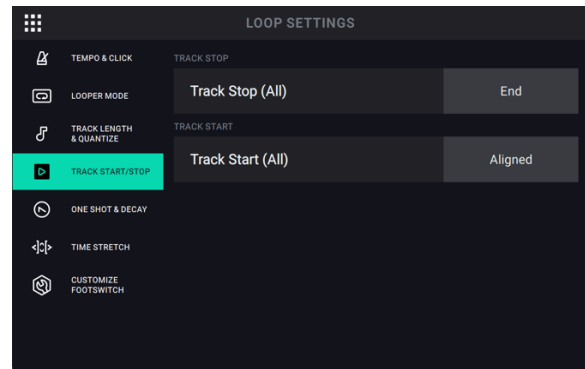 LOOP SETTINGS
TEMPO & CLICK
LOOPER MODE
TRACK LENGTH
& QUANTIZE
TRACK START/STOP
ONE SHOT & DECAY
TIME STRETCH
CUSTOMIZE
FOOTSWITCH
TRACK STOP
Track Stop (All) End
TRACK START
Track Start (All) Aligned